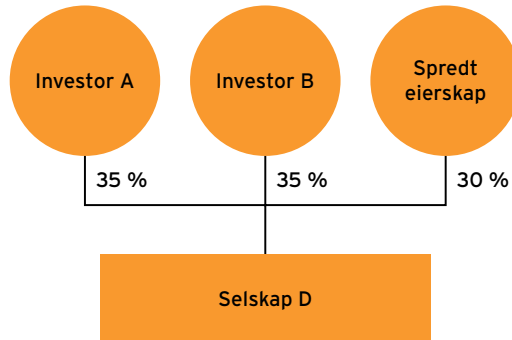 Investor A
Investor B
Spredt
eierskap
35 %
35 %
30 %
Selskap D